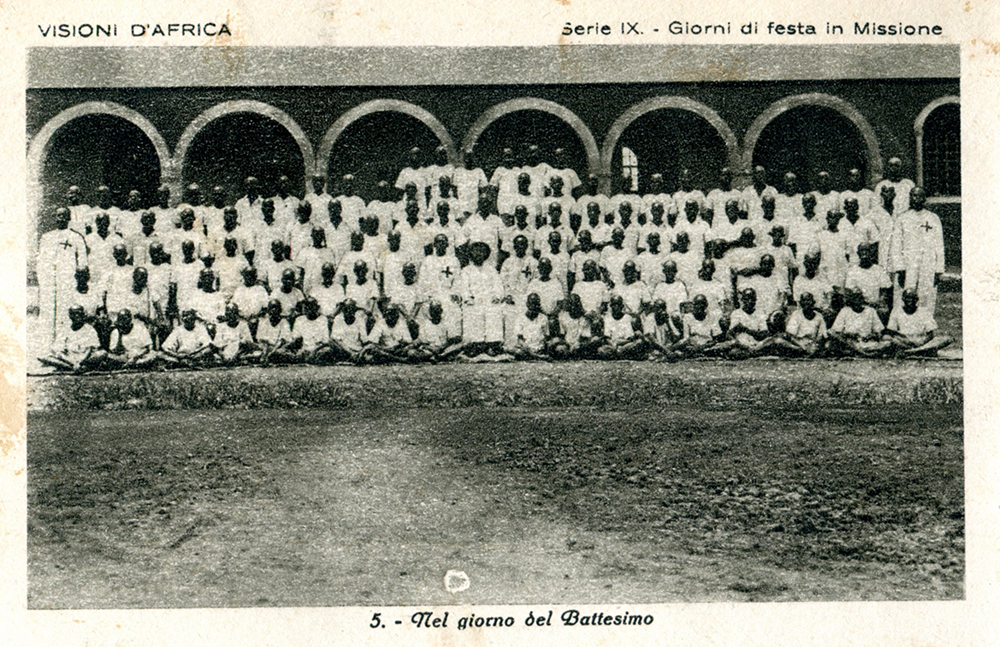 VISIONI D'AFRICA
Serie IX. - Giorni di festa in Missione
5. - Nel giorno del Battesimo